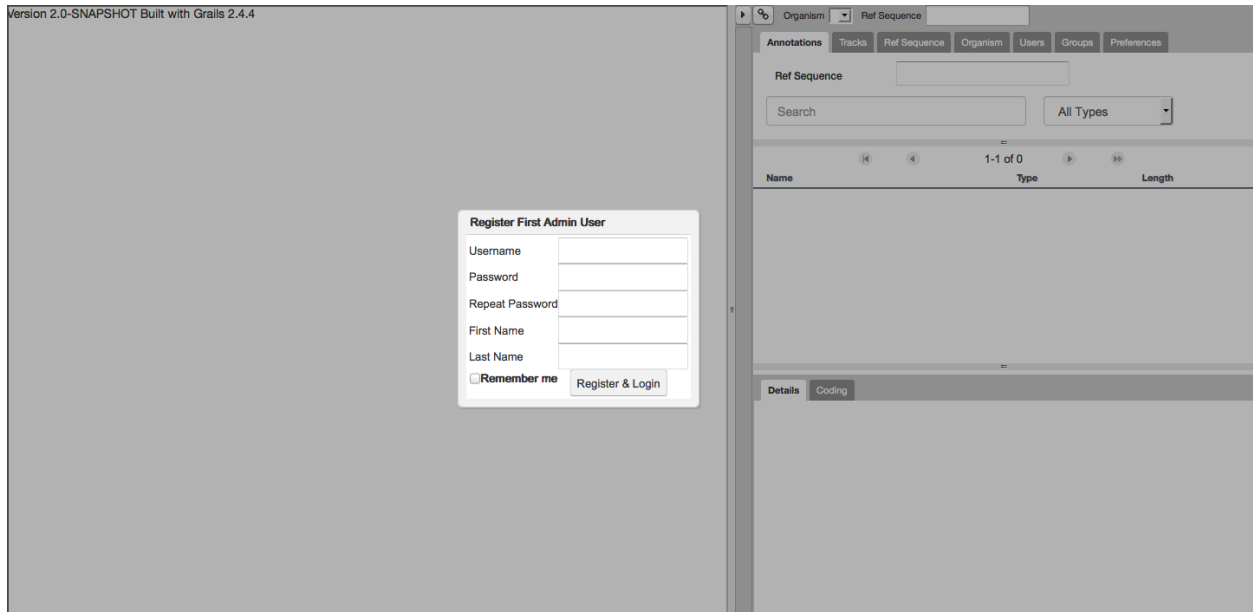 Version 2.0-SNAPSHOT Built with Grails 2.4.4
Organism Ref Sequence
Annotations Tracks Ref Sequence Organism Users Groups Preferences
Ref Sequence
Search All Types
1-1 of 0
Name Type Length
Register First Admin User
Username
Password
Repeat Password
First Name
Last Name
Remember me Register & Login
Details Coding